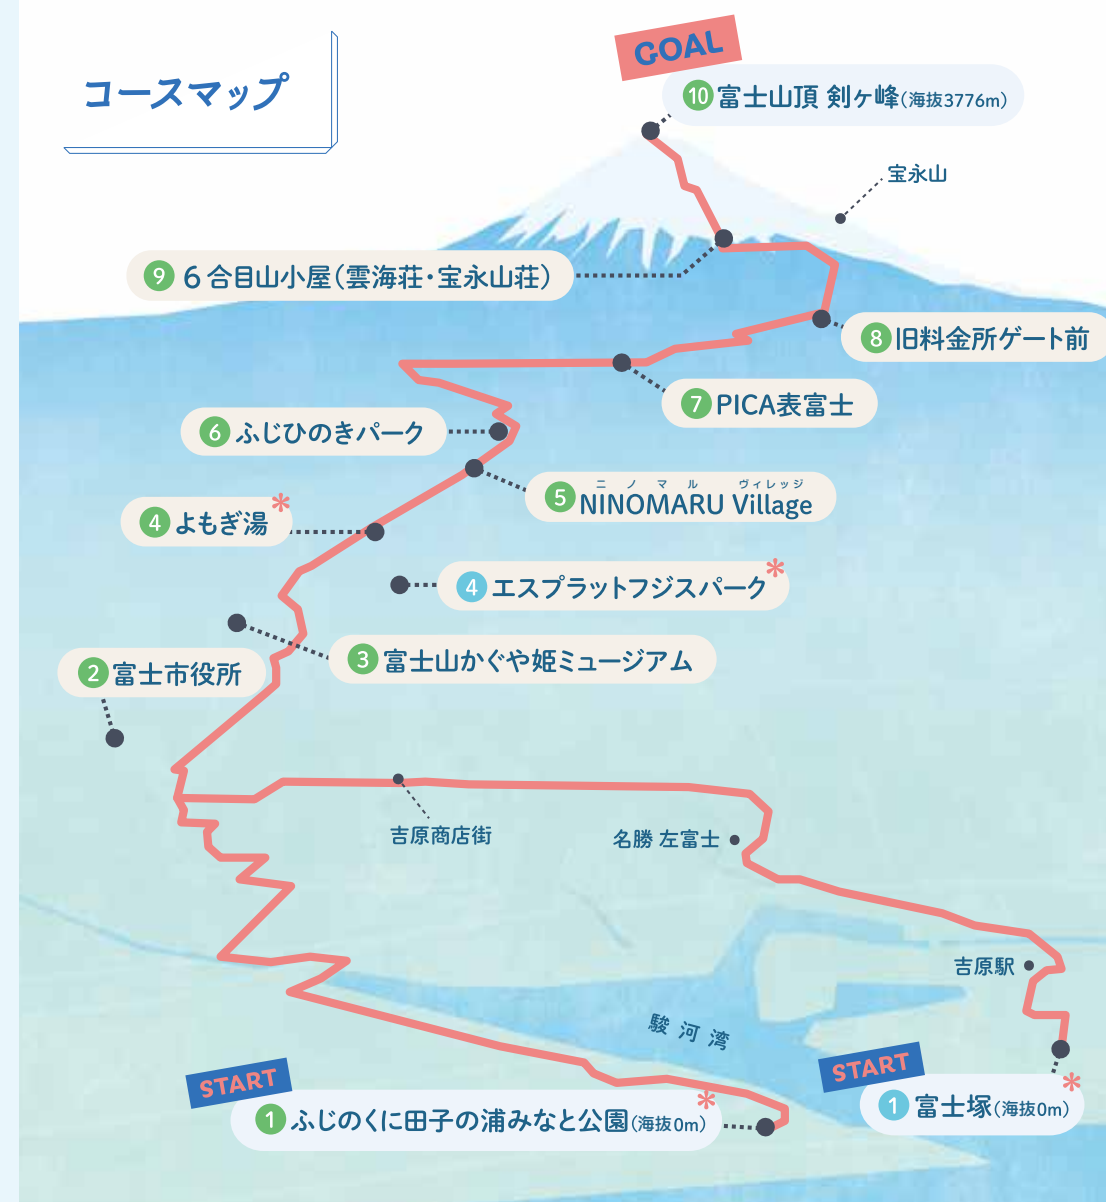 コースマップ
GOAL
10 富士山頂 剣ヶ峰(海抜3776m)
宝永山
9 6合目山小屋(雲海荘・宝永山荘)
8 旧料金所ゲート前
7 PICA表富士
6 ふじひのきパーク
ニノマル ヴィレッジ
5 NINOMARU Village
4 よもぎ湯*
4 エスプラットフジスパーク*
3 富士山かぐや姫ミュージアム
2 富士市役所
吉原商店街
名勝 左富士
吉原駅
駿河湾
START
1 ふじのくに田子の浦みなと公園(海抜0m)*
START
1 富士塚(海抜0m)*